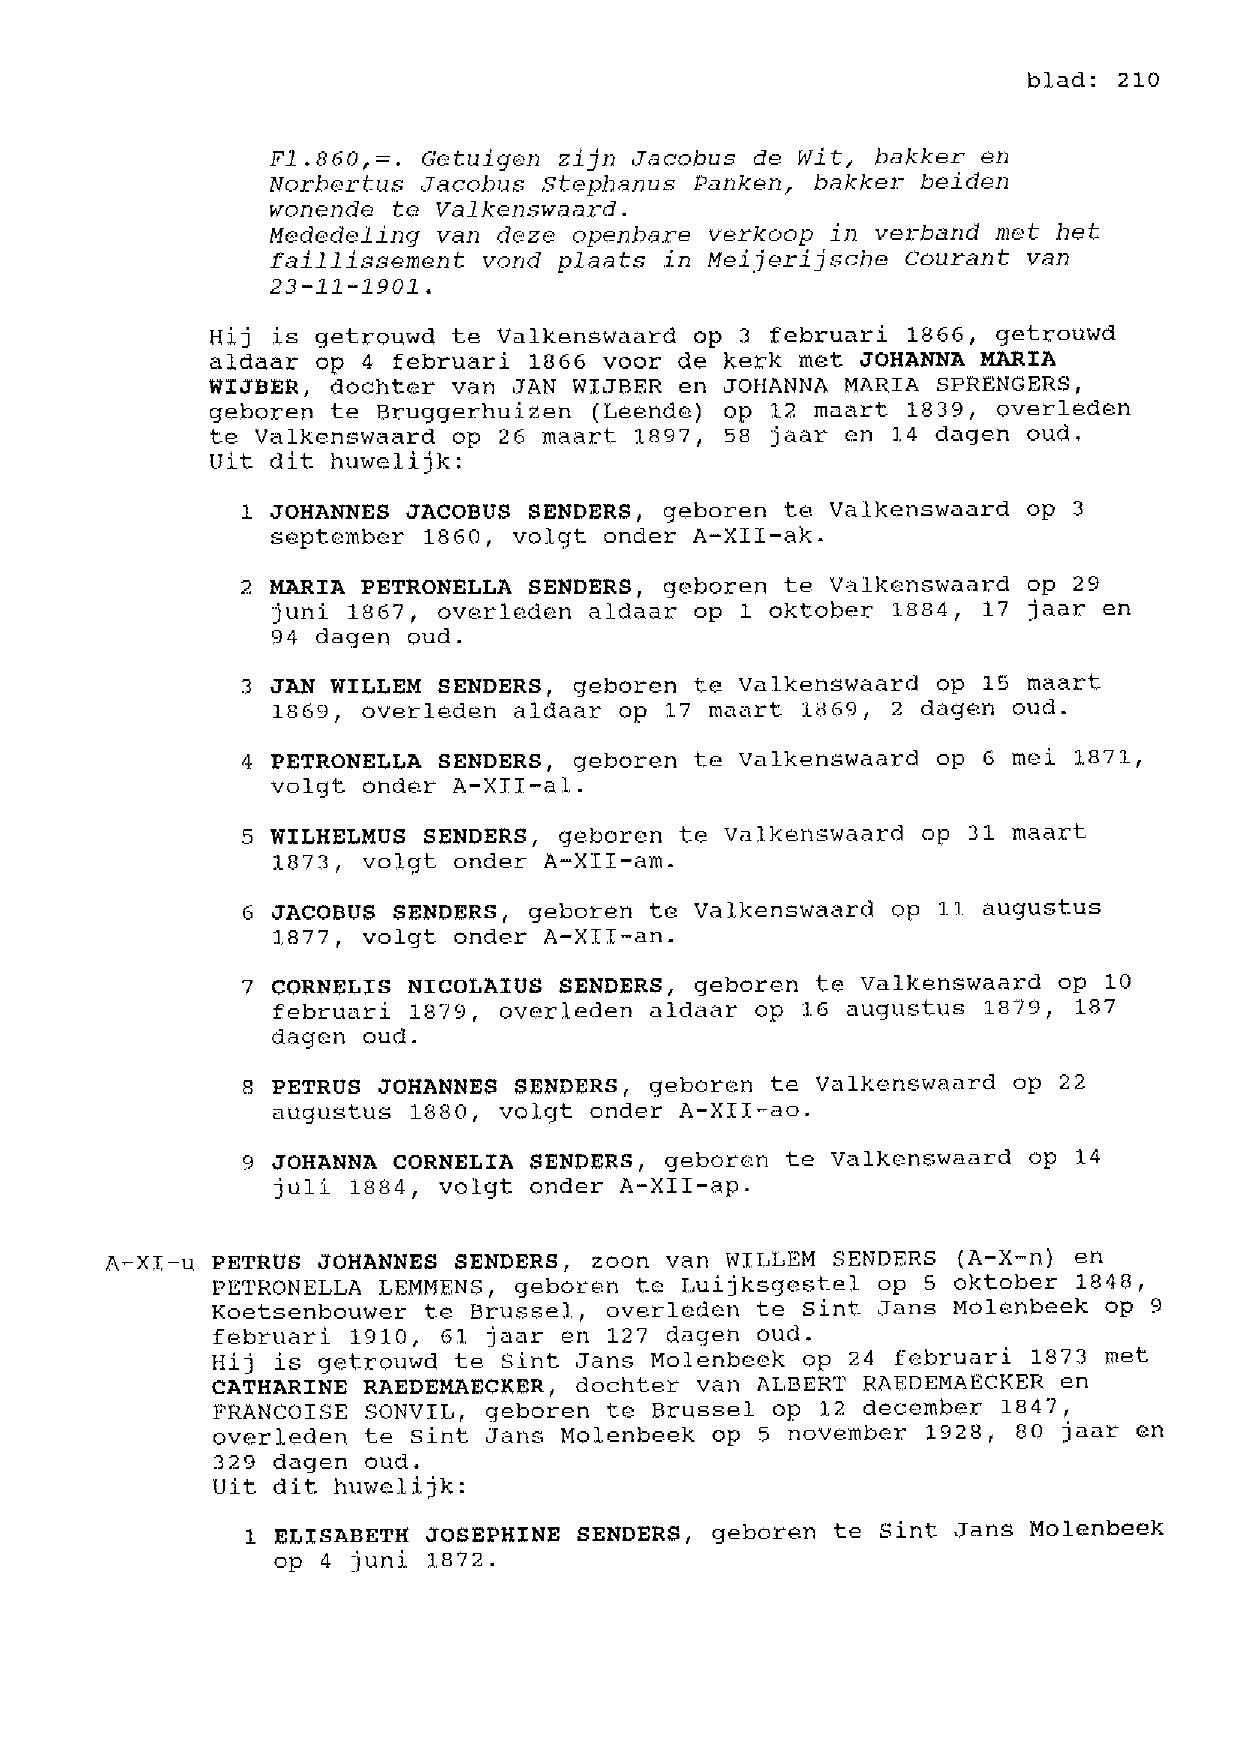 blad: 210
Fl.860,=. Getuigen zijn Jacobus de Wit, bakker en
Norbertus Jacobus Stephanus Panken, bakker beiden
wonende te Valkenswaard.
Mededeling van deze openbare verkoop in verband met het
faillissement vond plaats in Meijerijsche Courant van
23-11-1901.
Hij is getrouwd te Valkenswaard op 3 februari 1866, getrouwd
aldaar op 4 februari 1866 voor de kerk met JOHANNA MARIA
WIJBER, dochter van JAN WIJBER en JOHANNA MARIA SPRENGERS,
geboren te Bruggerhuizen (Leende) op 12 maart 1839, overleden
te Valkenswaard op 26 maart 1897, 58 jaar en 14 dagen oud.
Uit dit huwelijk:
1 JOHANNES JACOBUS SENDERS, geboren te Valkenswaard op 3
september 1860, volgt onder A-XII-ak.
2 MARIA PETRONELLA SENDERS, geboren te Valkenswaard op 29
juni 1867, overleden aldaar op 1 oktober 1884, 17 jaar en
94 dagen oud.
3 JAN WILLEM SENDERS, geboren te Valkenswaard op 15 maart
1869, overleden aldaar op 17 maart 1869, 2 dagen oud.
4 PETRONELLA SENDERS, geboren te Valkenswaard op 6 mei 1871,
volgt onder A-XII-al.
5 WILHELMUS SENDERS, geboren te Valkenswaard op 31 maart
1873, volgt onder A-XII-am.
6 JACOBUS SENDERS, geboren te Valkenswaard op 11 augustus
1877, volgt onder A-XII-an.
7 CORNELIS NICOLAIUS SENDERS, geboren te Valkenswaard op 10
februari 1879, overleden aldaar op 16 augustus 1879, 187
dagen oud.
8 PETRUS JOHANNES SENDERS, geboren te Valkenswaard op 22
augustus 1880, volgt onder A-XII-ao.
9 JOHANNA CORNELIA SENDERS, geboren te Valkenswaard op 14
juli 1884, volgt onder A-XII-ap.
A-XI-u PETRUS JOHANNES SENDERS, zoon van WILLEM SENDERS (A-X-n) en
PETRONELLA LEMMENS, geboren te Luijksgestel op 5 oktober 1848,
Koetsenbouwer te Brussel, overleden te Sint Jans Molenbeek op 9
februari 1910, 61 jaar en 127 dagen oud.
Hij is getrouwd te Sint Jans Molenbeek op 24 februari 1873 met
CATHARINE RAEDEMAECKER, dochter van ALBERT RAEDEMAECKER en
FRANCOISE SONVIL, geboren te Brussel op 12 december 1847,
overleden te Sint Jans Molenbeek op 5 november 1928, 80 jaar en
329 dagen oud.
Uit dit huwelijk:
1 ELISABETH JOSEPHINE SENDERS, geboren te Sint Jans Molenbeek
op 4 juni 1872.